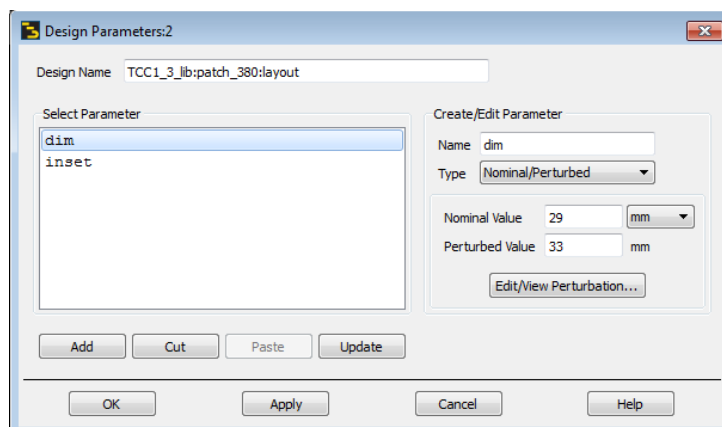 Design Parameters:2
Design Name TCC1_3_lib:patch_380:layout
Select Parameter
dim
inset
Create/Edit Parameter
Name dim
Type Nominal/Perturbed
Nominal Value 29 mm
Perturbed Value 33 mm
Edit/View Perturbation...
Add Cut Paste Update
OK Apply Cancel Help